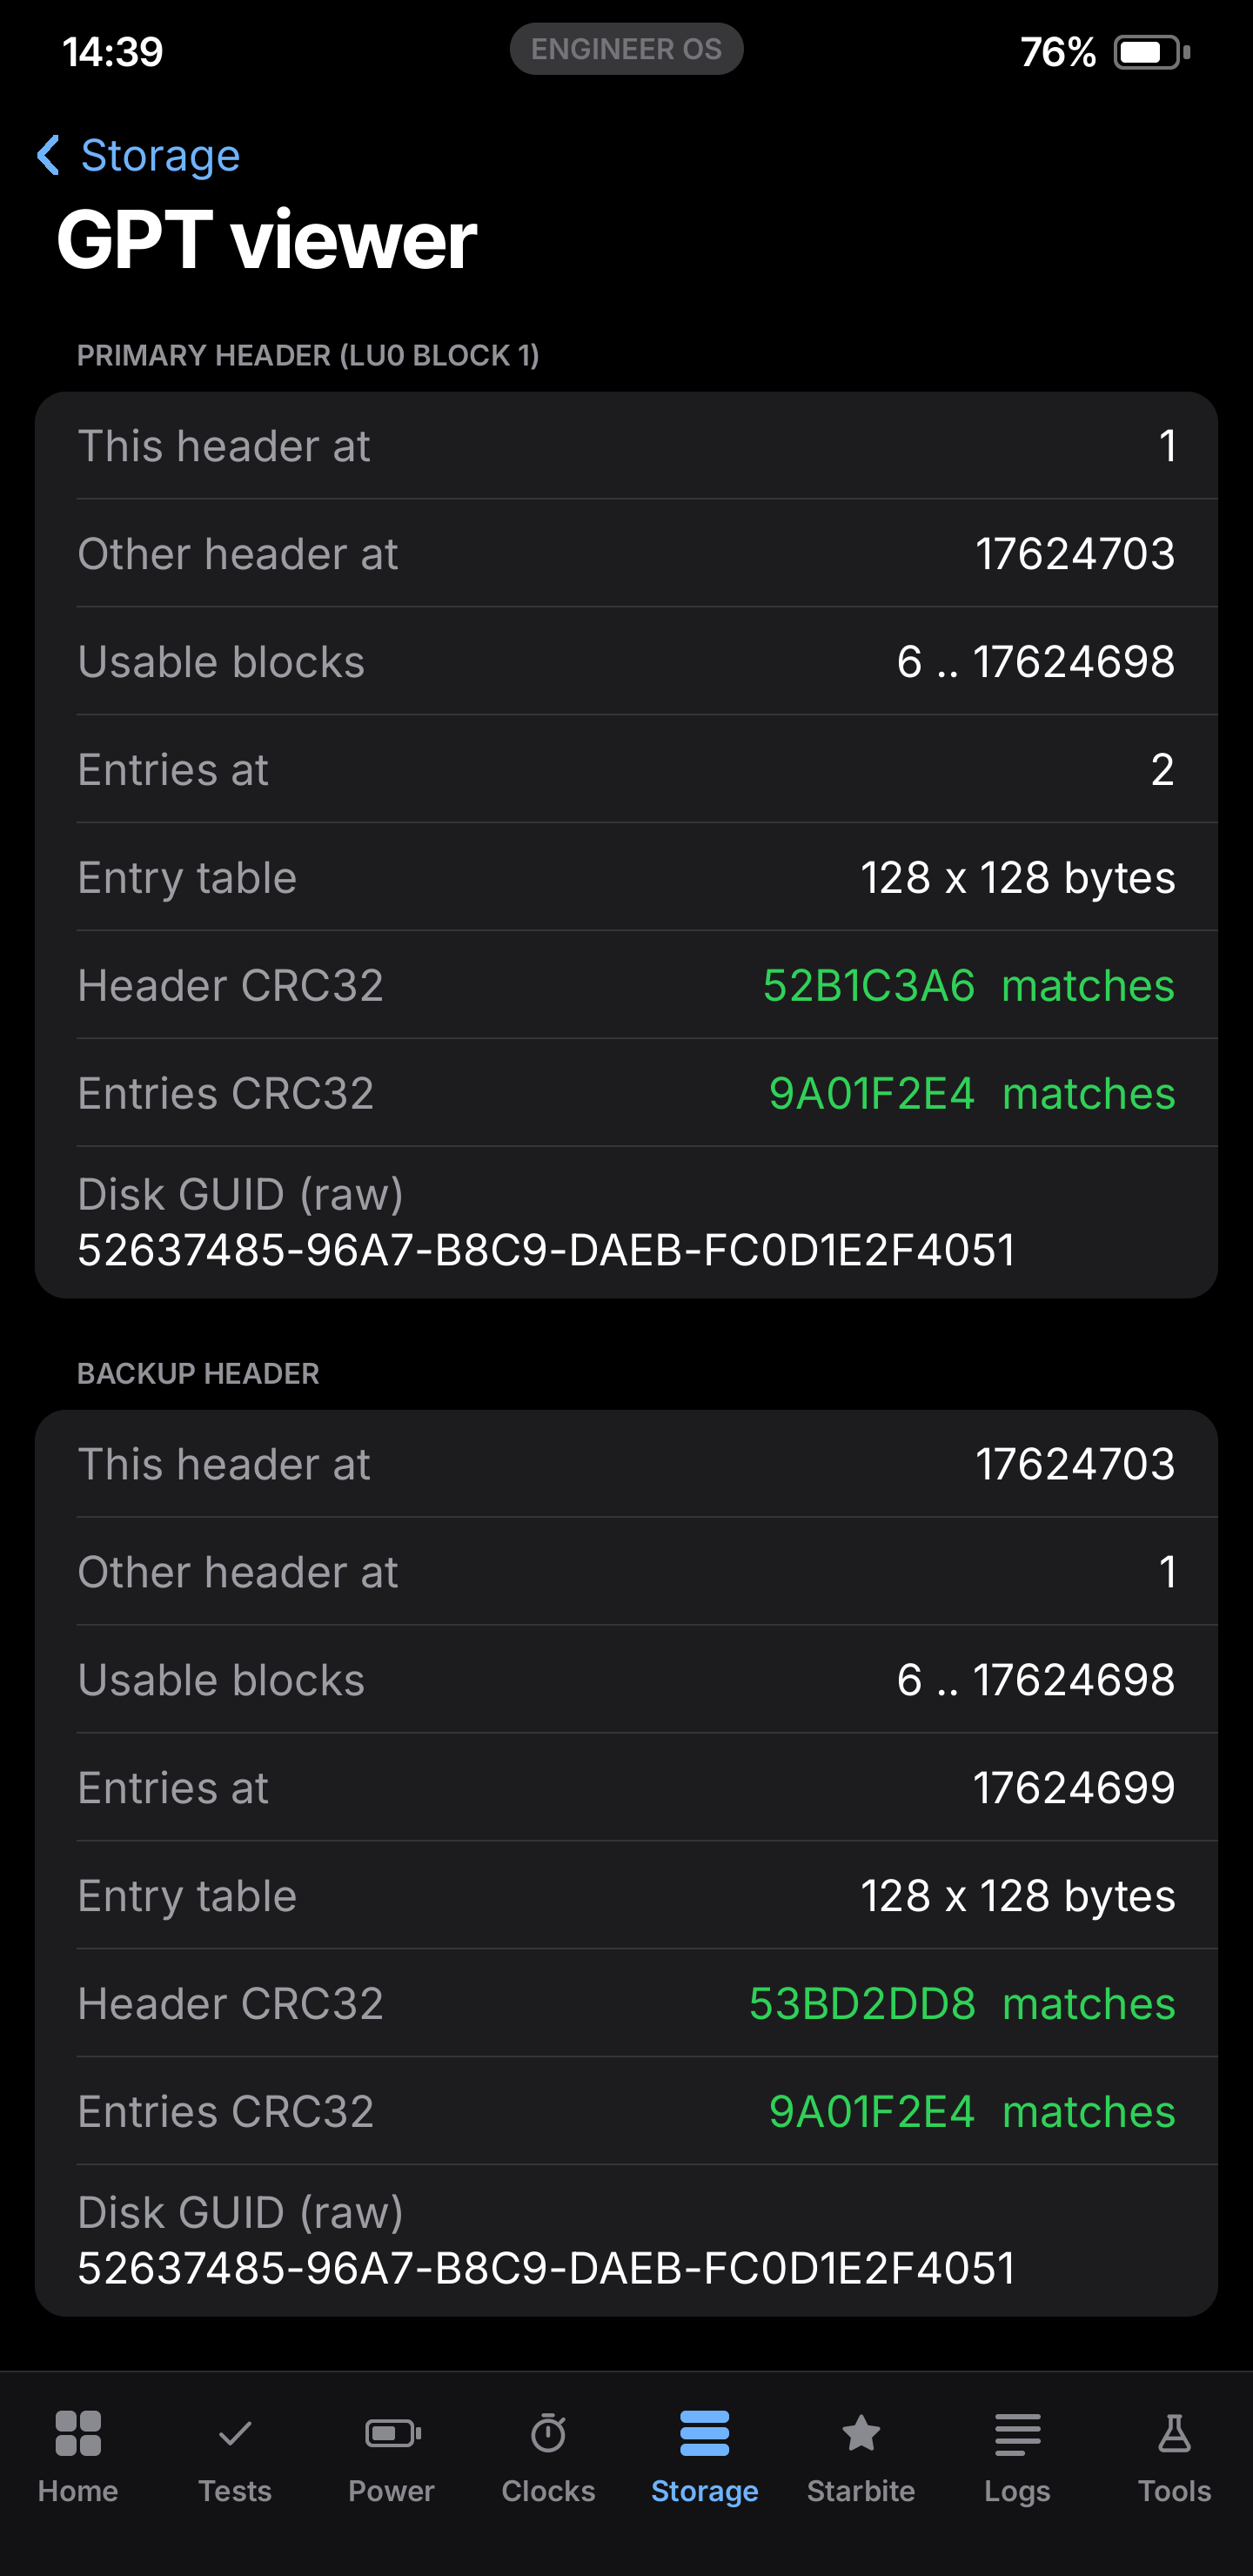 14:39
ENGINEER OS
76%
Storage
GPT viewer
PRIMARY HEADER (LU0 BLOCK 1)
This header at 1
Other header at 17624703
Usable blocks 6 .. 17624698
Entries at 2
Entry table 128 x 128 bytes
Header CRC32 52B1C3A6 matches
Entries CRC32 9A01F2E4 matches
Disk GUID (raw)
52637485-96A7-B8C9-DAEB-FC0D1E2F4051
BACKUP HEADER
This header at 17624703
Other header at 1
Usable blocks 6 .. 17624698
Entries at 17624699
Entry table 128 x 128 bytes
Header CRC32 53BD2DD8 matches
Entries CRC32 9A01F2E4 matches
Disk GUID (raw)
52637485-96A7-B8C9-DAEB-FC0D1E2F4051
Home Tests Power Clocks Storage Starbite Logs Tools